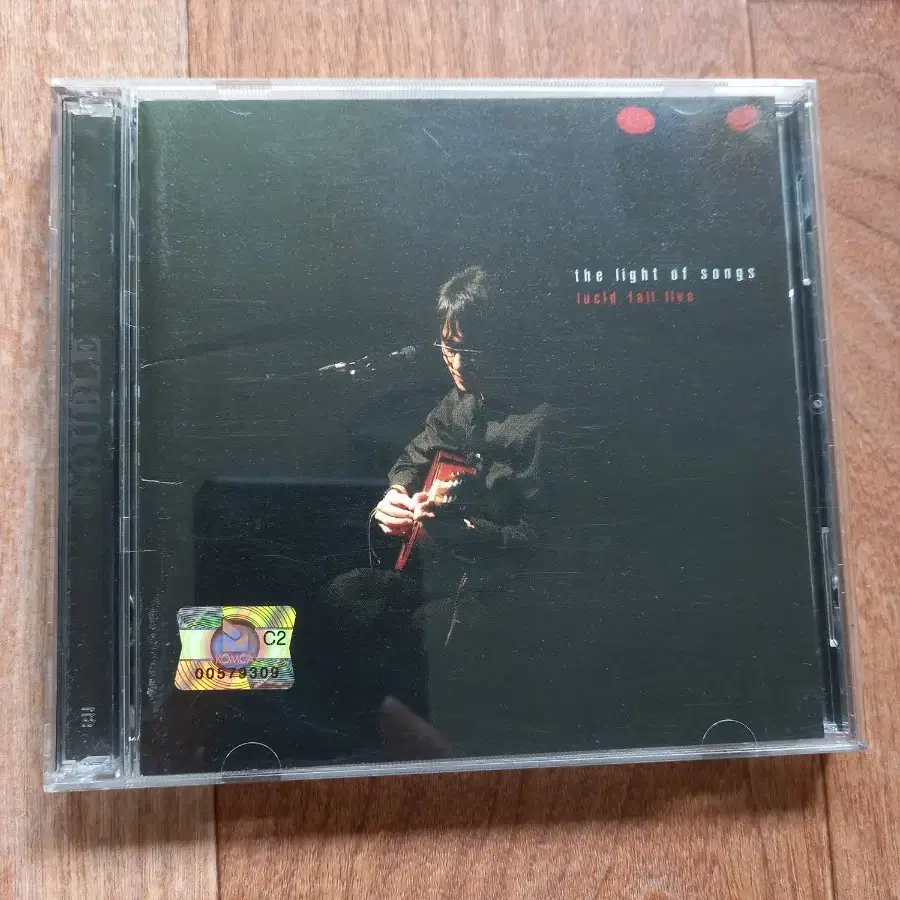 the light of songs
lucid fall live
DOUBLE
C2
KOMCA
00579309